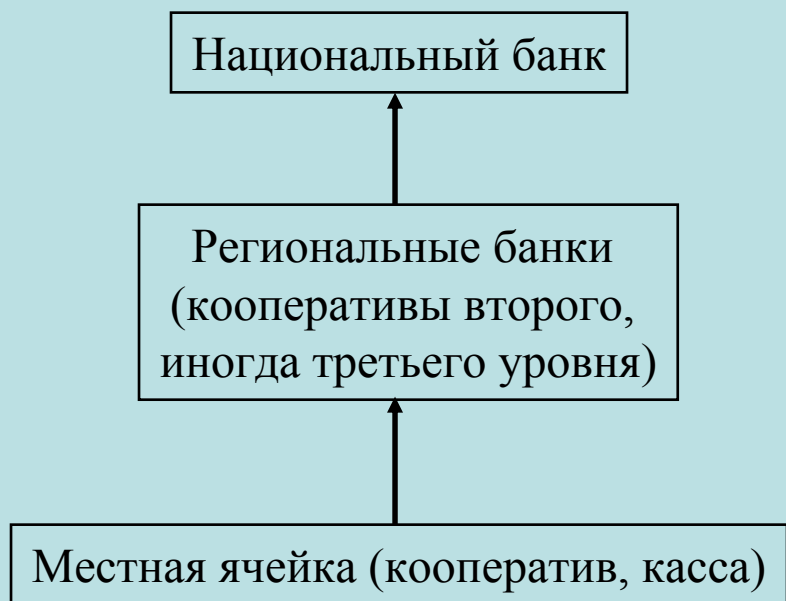 Национальный банк
Региональные банки
(кооперативы второго,
иногда третьего уровня)
Местная ячейка (кооператив, касса)